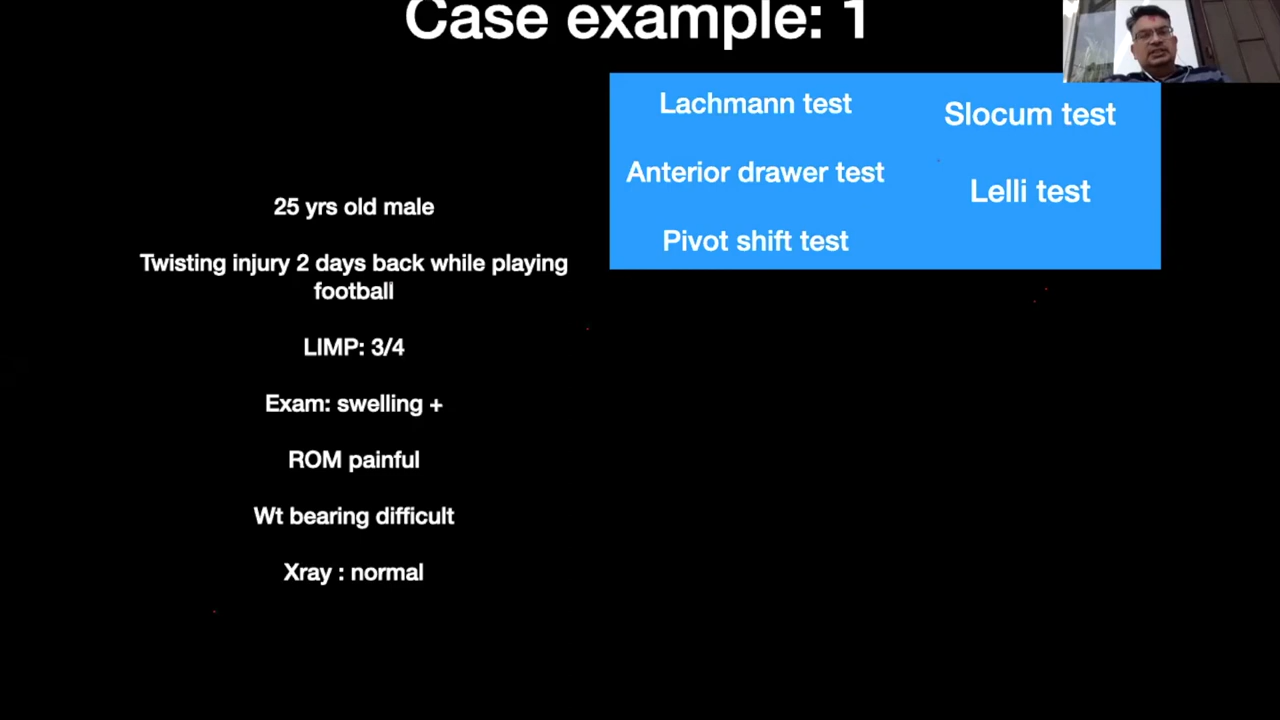 Case example: 1
Lachmann test
Slocum test
Anterior drawer test
Lelli test
Pivot shift test
25 yrs old male
Twisting injury 2 days back while playing
football
LIMP: 3/4
Exam: swelling +
ROM painful
Wt bearing difficult
Xray : normal